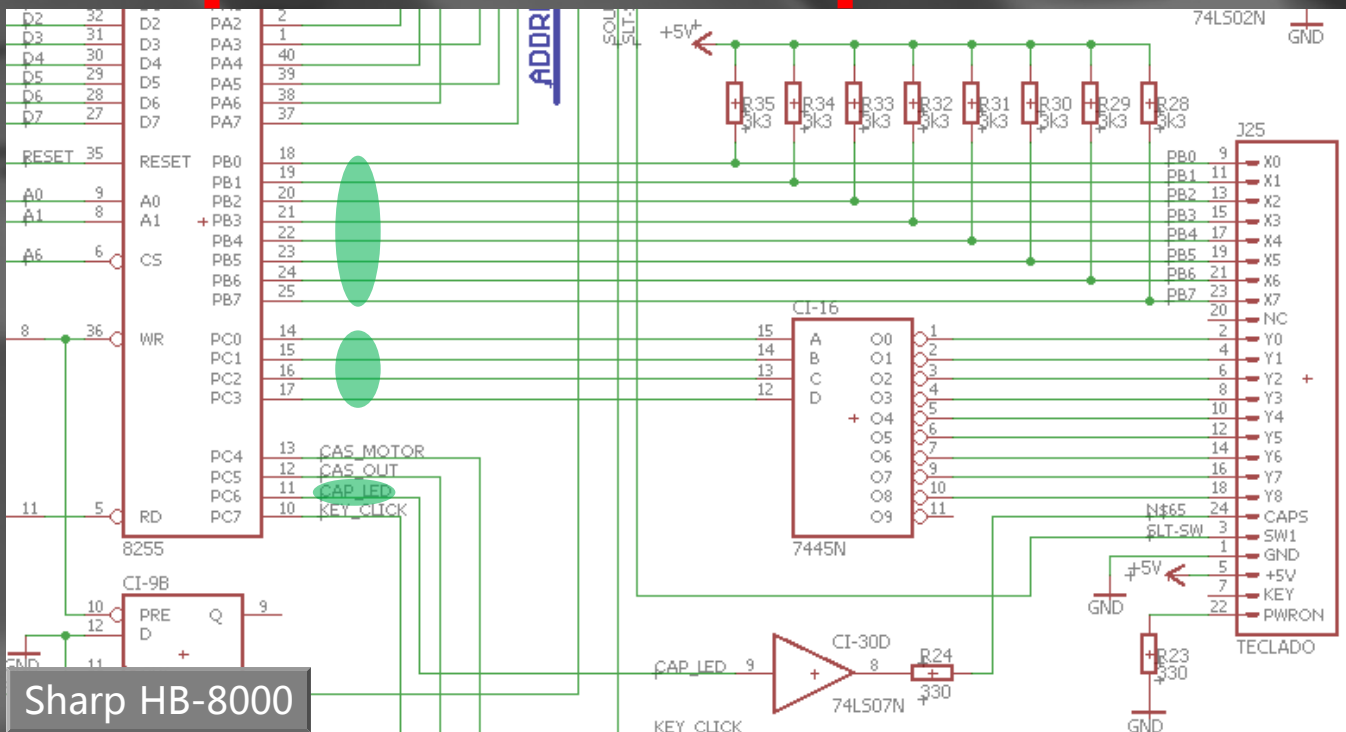 D2 32 D2 PA2 2
D3 31 D3 PA3 1
D4 30 D4 PA4 40
D5 29 D5 PA5 39
D6 28 D6 PA6 38
D7 27 D7 PA7 37
ADDR
SLT-S
+5V
74LS02N
GND
R35 R34 R33 R32 R31 R30 R29 R28
3k3 3k3 3k3 3k3 3k3 3k3 3k3 3k3
J25
RESET 35 RESET PB0 18 PB0 9 X0
PB1 19 PB1 11 X1
A0 9 A0 PB2 20 PB2 13 X2
A1 8 A1 PB3 21 PB3 15 X3
PB4 22 PB4 17 X4
A6 6 CS PB5 23 PB5 19 X5
PB6 24 PB6 21 X6
PB7 25 PB7 23 X7
CI-16
20 NC
8 36 WR PC0 14 15 A O0 1 2 Y0
PC1 15 14 B O1 2 4 Y1
PC2 16 13 C O2 3 6 Y2
PC3 17 12 D O3 4 8 Y3
O4 5 10 Y4
O5 6 12 Y5
PC4 13 CAS_MOTOR O6 7 14 Y6
PC5 12 CAS_OUT O7 9 16 Y7
PC6 11 CAP_LED O8 10 18 Y8
11 5 RD PC7 10 KEY_CLICK O9 11 N$65 24 CAPS
SLT-SW 3 SW1
8255
7445N
1 GND
+5V 5 +5V
7 KEY
GND
22 PWRON
CI-9B
10 PRE Q 9
12 D
GND
11
TECLADO
CI-30D
CAP_LED 9 8 R24
330
74LS07N
R23
330
GND
KEY_CLICK
Sharp HB-8000